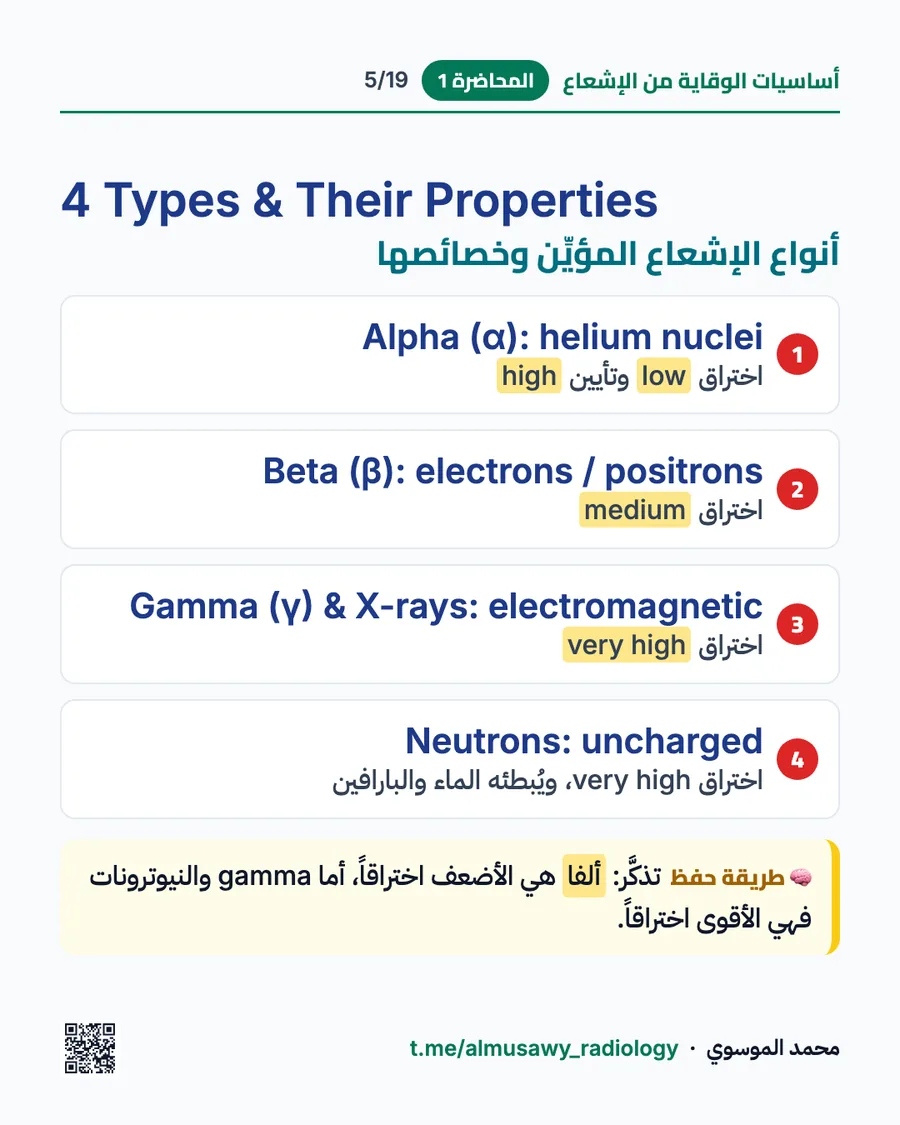 أساسيات الوقاية من الإشعاع المحاضرة 1 5/19
4 Types & Their Properties
أنواع الإشعاع المؤيِّن وخصائصها
1
Alpha (α): helium nuclei
اختراق low وتأيين high
2
Beta (β): electrons / positrons
اختراق medium
3
Gamma (γ) & X-rays: electromagnetic
اختراق very high
4
Neutrons: uncharged
اختراق very high، ويُبطئه الماء والبارافين
🧠 طريقة حفظ تذكَّر: ألفا هي الأضعف اختراقاً، أما gamma والنيوترونات
فهي الأقوى اختراقاً.
محمد الموسوي · t.me/almusawy_radiology